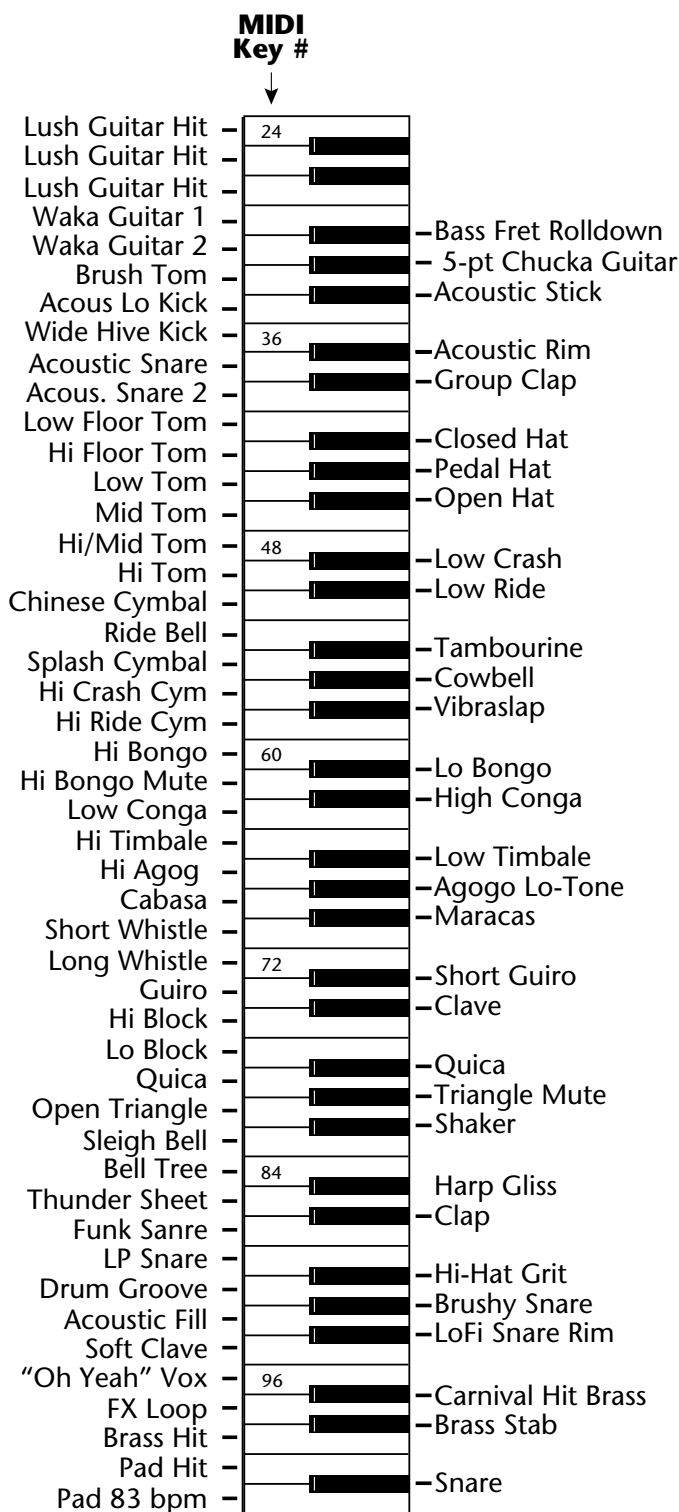 MIDI
Key #
Lush Guitar Hit
24
Lush Guitar Hit
Lush Guitar Hit
Waka Guitar 1
Bass Fret Rolldown
Waka Guitar 2
5-pt Chucka Guitar
Brush Tom
Acoustic Stick
Acous Lo Kick
Wide Hive Kick
36
Acoustic Rim
Acoustic Snare
Group Clap
Acous. Snare 2
Low Floor Tom
Closed Hat
Hi Floor Tom
Pedal Hat
Low Tom
Open Hat
Mid Tom
Hi/Mid Tom
48
Low Crash
Hi Tom
Low Ride
Chinese Cymbal
Ride Bell
Tambourine
Splash Cymbal
Cowbell
Hi Crash Cym
Vibraslap
Hi Ride Cym
Hi Bongo
60
Lo Bongo
Hi Bongo Mute
High Conga
Low Conga
Hi Timbale
Low Timbale
Hi Agog
Agogo Lo-Tone
Cabasa
Maracas
Short Whistle
Long Whistle
72
Short Guiro
Guiro
Clave
Hi Block
Lo Block
Quica
Quica
Triangle Mute
Open Triangle
Shaker
Sleigh Bell
Bell Tree
84
Harp Gliss
Thunder Sheet
Clap
Funk Sanre
LP Snare
Hi-Hat Grit
Drum Groove
Brushy Snare
Acoustic Fill
LoFi Snare Rim
Soft Clave
“Oh Yeah” Vox
96
Carnival Hit Brass
FX Loop
Brass Stab
Brass Hit
Pad Hit
Snare
Pad 83 bpm